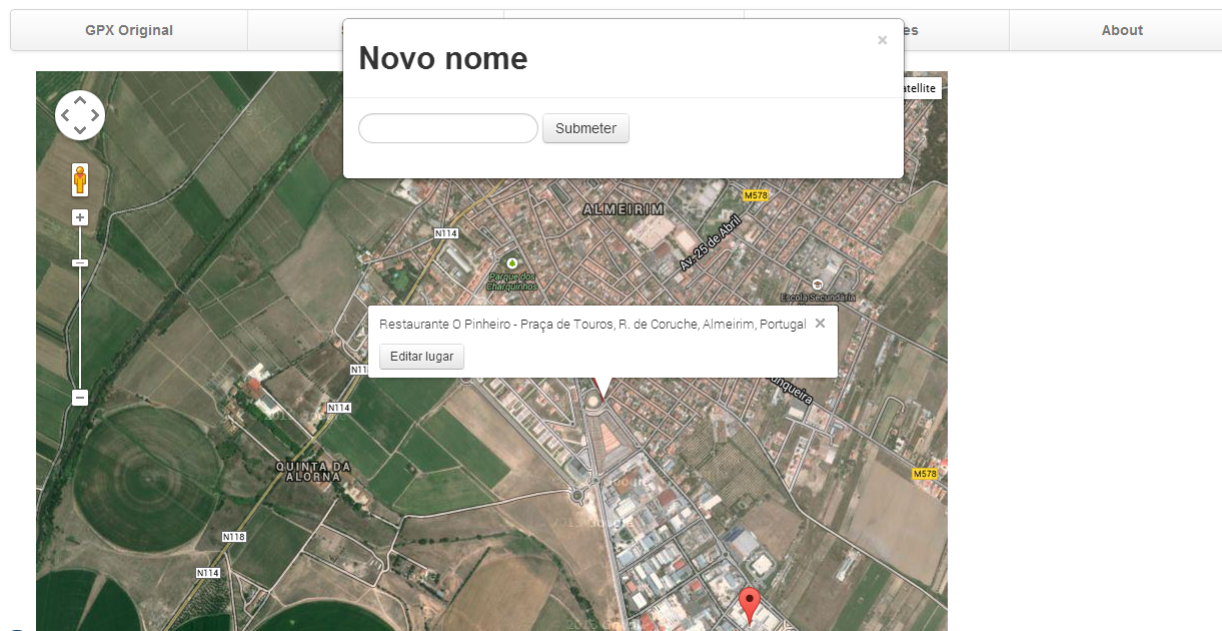 GPX Original
About
Novo nome
×
Submeter
atellite
M578
ALMEIRIM
Av. 25 de Abril
N114
Parque dos
Charquinhos
Escola Secundária
Restaurante O Pinheiro - Praça de Touros, R. de Coruche, Almeirim, Portugal
Editar lugar
N11
N114
QUINTA DA
ALORNA
M578
N118
N114